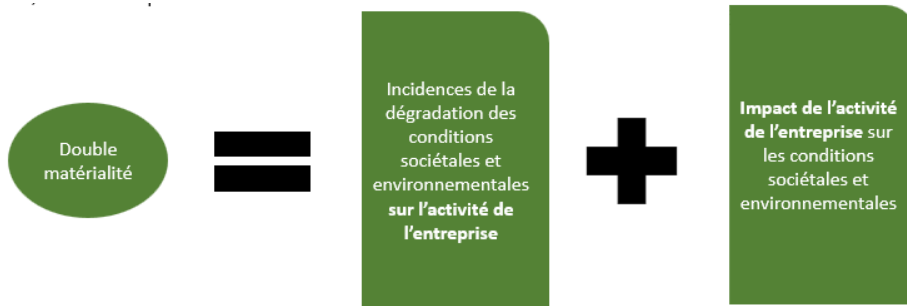 Double
matérialité
Incidences de la
dégradation des
conditions
sociétales et
environnementales
sur l’activité de
l’entreprise
Impact de l’activité
de l’entreprise sur
les conditions
sociétales et
environnementales